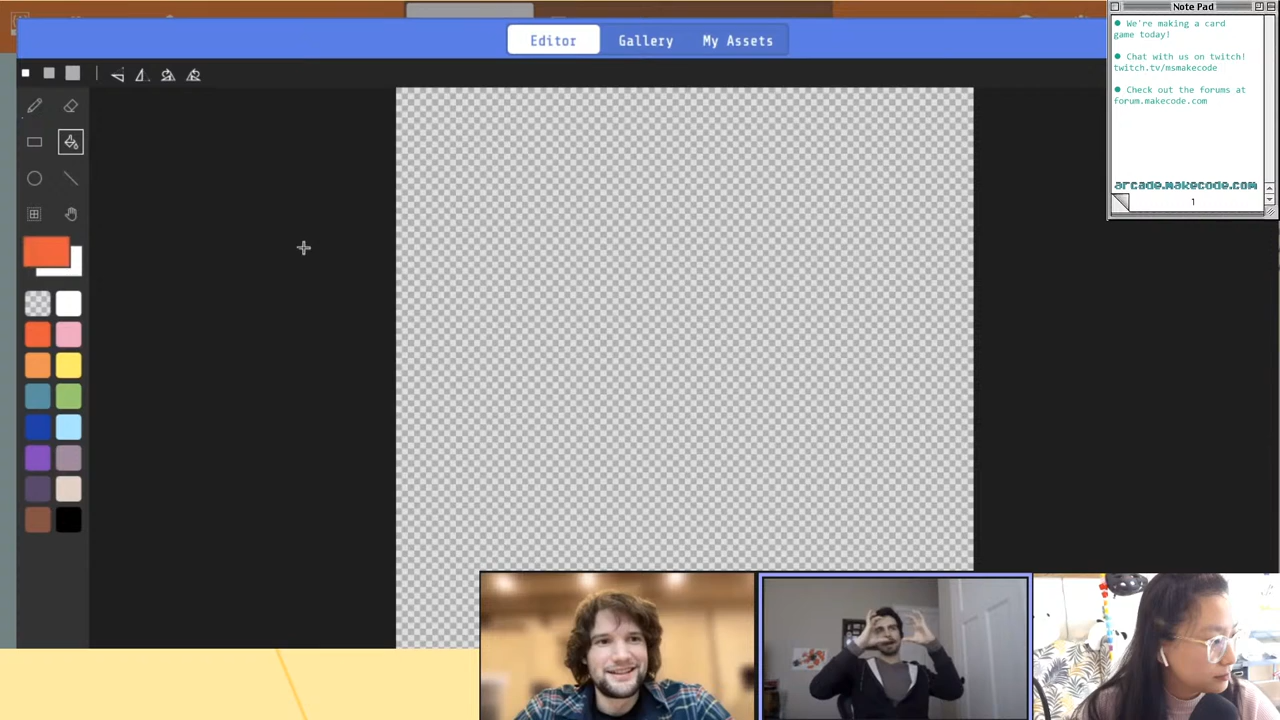 Editor
Gallery
My Assets
Note Pad
We're making a card
game today!
Chat with us on twitch!
twitch.tv/msmakecode
Check out the forums at
forum.makecode.com
arcade.makecode.com
1